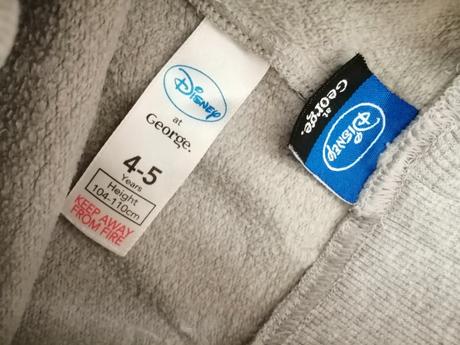 Disney
at
George.
4-5
Years
Height
104-110cm
KEEP AWAY
FROM FIRE
Disney
at
George.